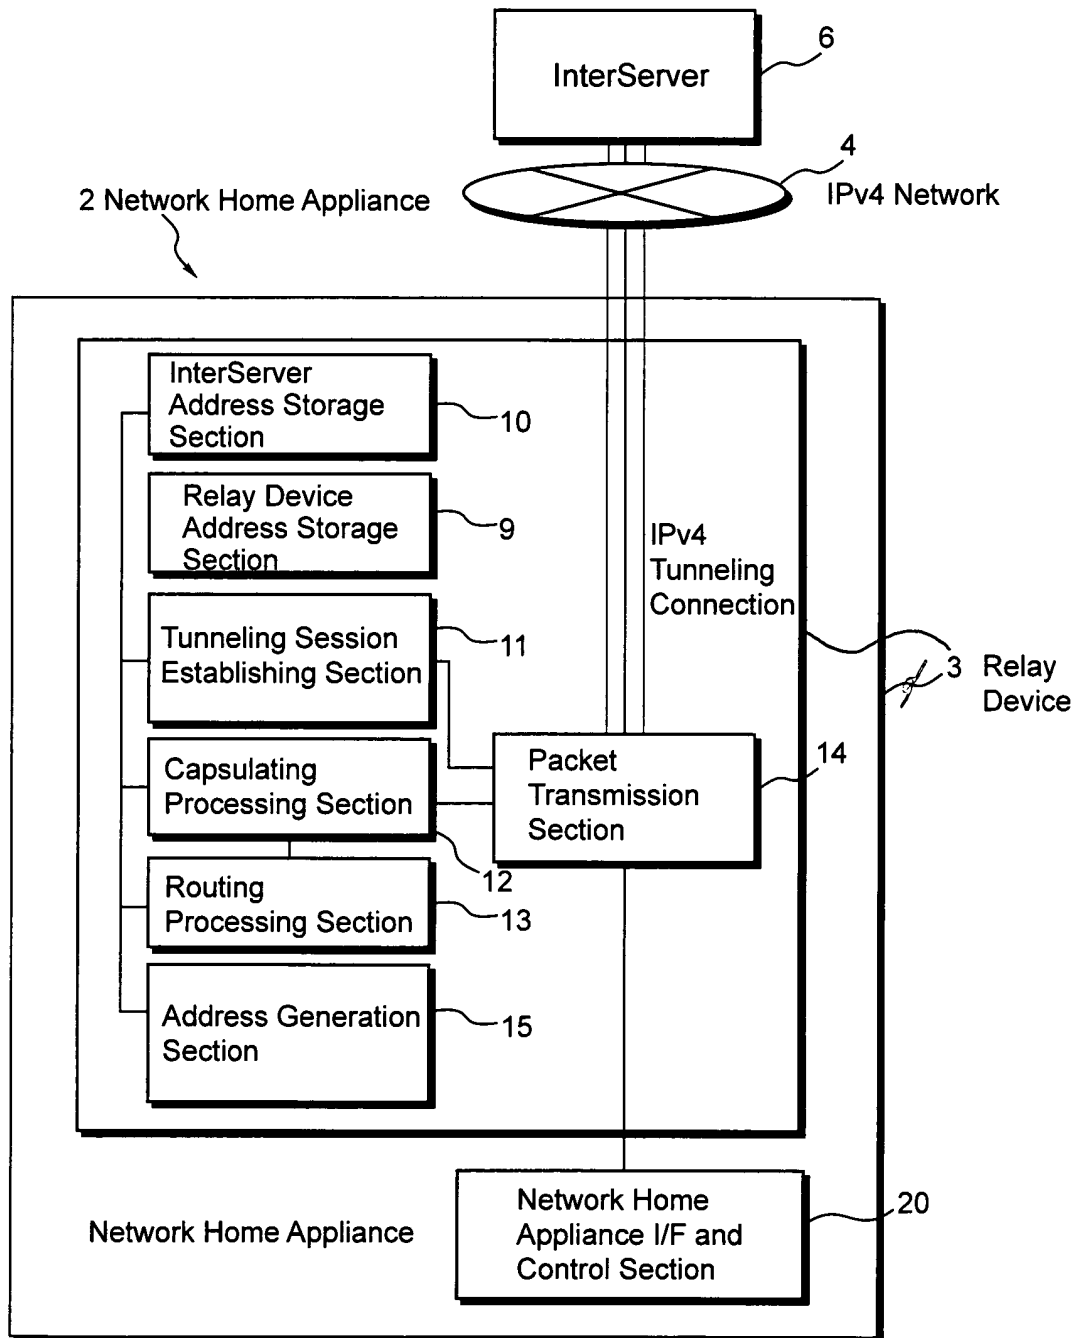 InterServer
6
4
IPv4 Network
2 Network Home Appliance
InterServer
Address Storage
Section
10
Relay Device
Address Storage
Section
9
IPv4
Tunneling
Connection
Tunneling Session
Establishing Section
11
3 Relay
Device
Capsulating
Processing Section
12
Packet
Transmission
Section
14
Routing
Processing Section
13
Address Generation
Section
15
Network Home Appliance
Network Home
Appliance I/F and
Control Section
20